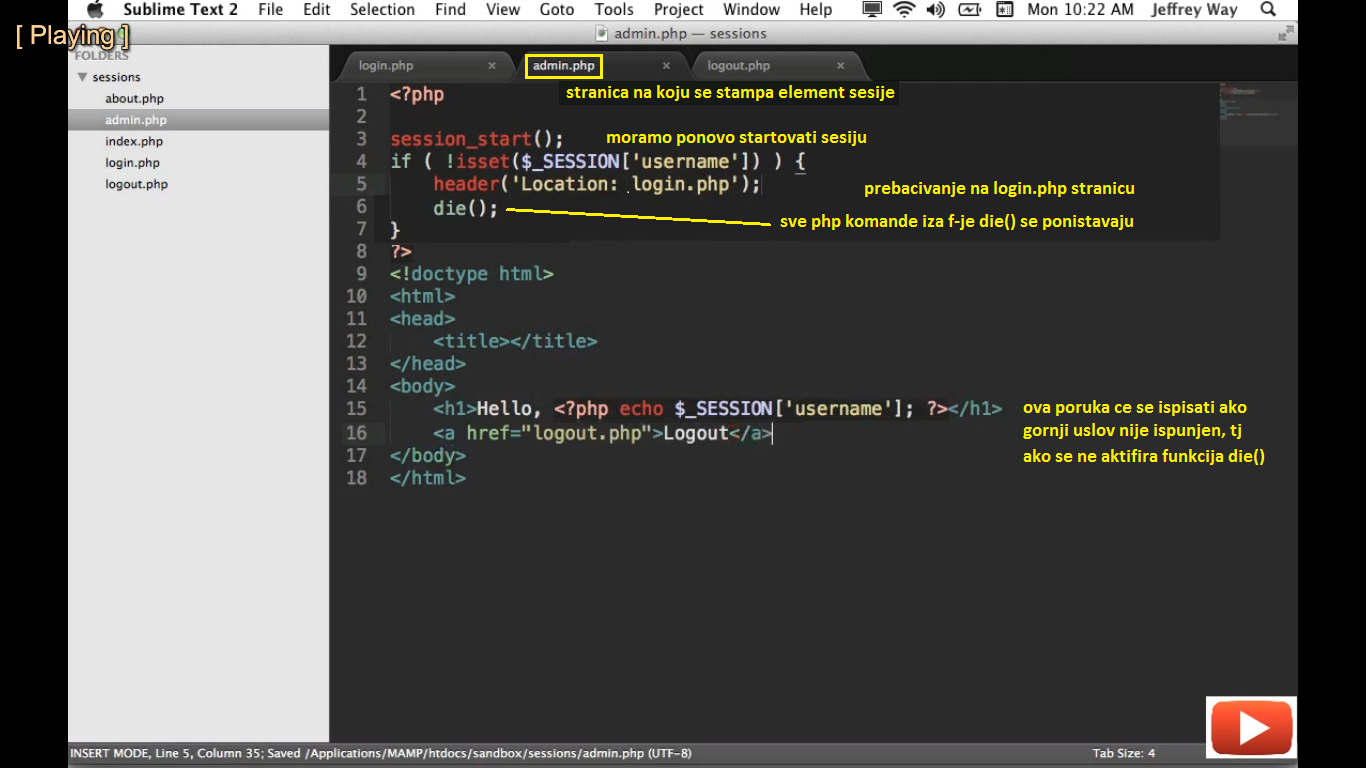 Sublime Text 2 File Edit Selection Find View Goto Tools Project Window Help Mon 10:22 AM Jeffrey Way
[ Playing ]
admin.php — sessions
FOLDERS
sessions
about.php
admin.php
index.php
login.php
logout.php
login.php × admin.php × logout.php ×
stranica na koju se stampa element sesije
1 <?php
2
3 session_start();
moramo ponovo startovati sesiju
4 if ( !isset($_SESSION['username']) ) {
5 header('Location: login.php');
prebacivanje na login.php stranicu
6 die();
sve php komande iza f-je die() se ponistavaju
7 }
8 ?>
9 <!doctype html>
10 <html>
11 <head>
12 <title></title>
13 </head>
14 <body>
15 <h1>Hello, <?php echo $_SESSION['username']; ?></h1>
16 <a href="logout.php">Logout</a>
17 </body>
18 </html>
ova poruka ce se ispisati ako
gornji uslov nije ispunjen, tj
ako se ne aktifira funkcija die()
INSERT MODE, Line 5, Column 35; Saved /Applications/MAMP/htdocs/sandbox/sessions/admin.php (UTF-8) Tab Size: 4